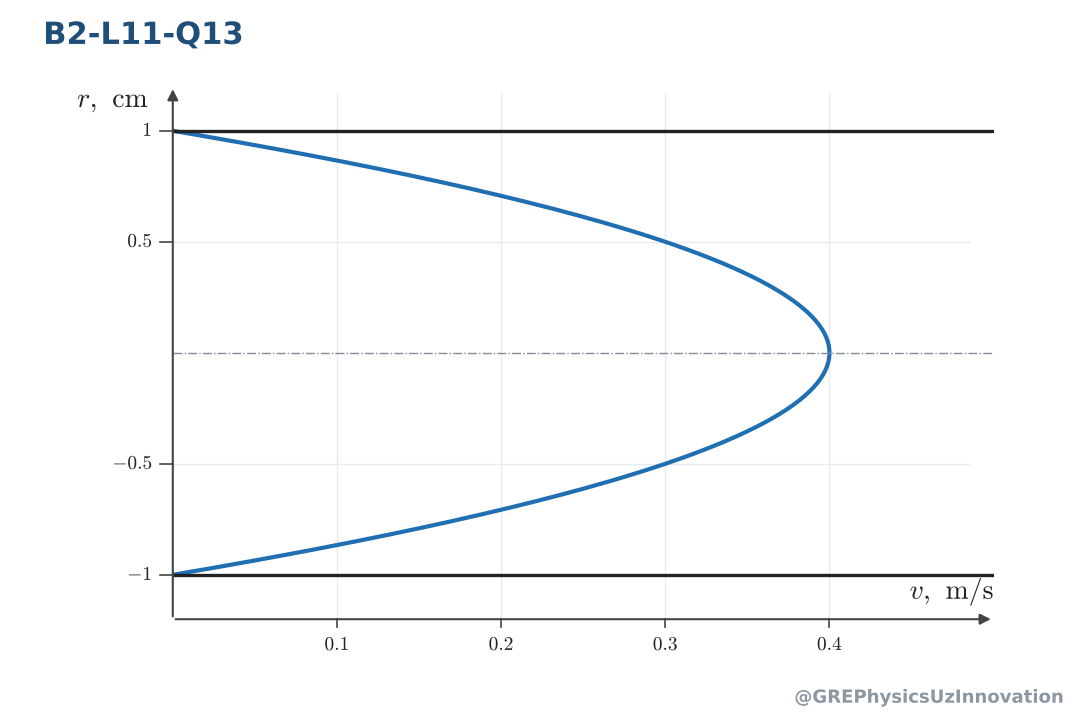 B2-L11-Q13
r, cm
1
0.5
−0.5
−1
v, m/s
0.1 0.2 0.3 0.4
@GREPhysicsUzInnovation